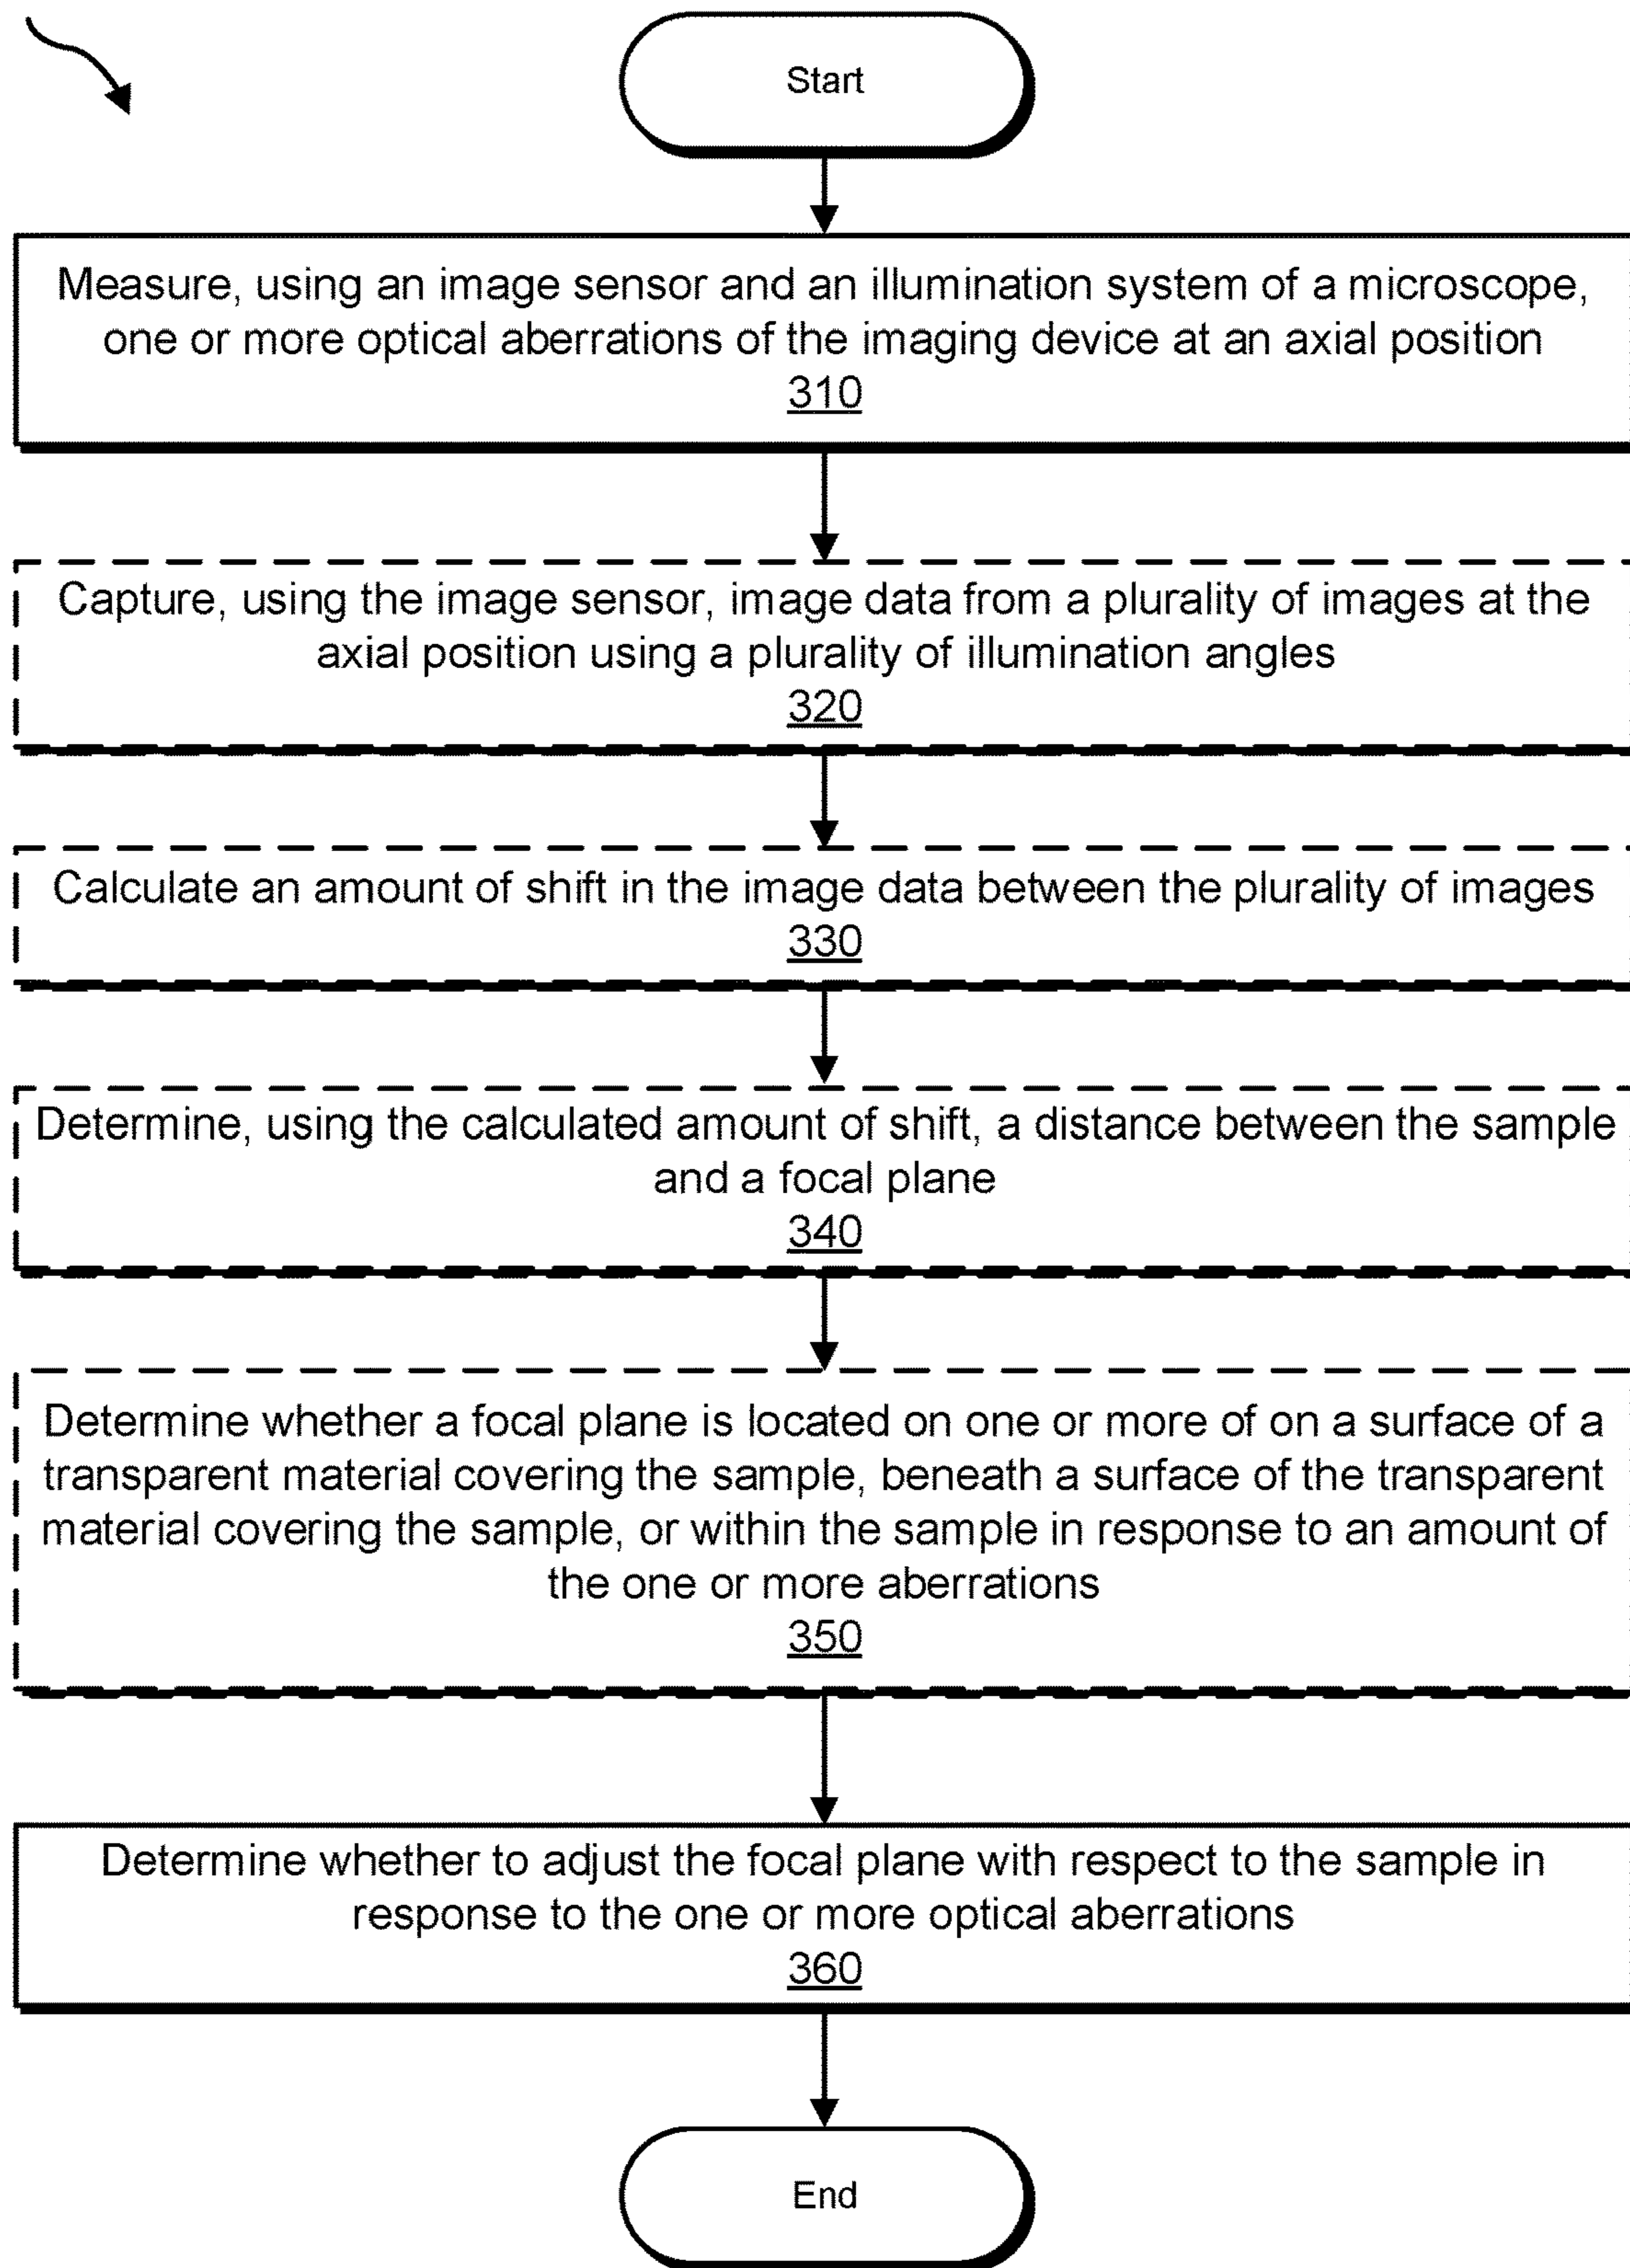 Start
Measure, using an image sensor and an illumination system of a microscope,
one or more optical aberrations of the imaging device at an axial position
310
Capture, using the image sensor, image data from a plurality of images at the
axial position using a plurality of illumination angles
320
Calculate an amount of shift in the image data between the plurality of images
330
Determine, using the calculated amount of shift, a distance between the sample
and a focal plane
340
Determine whether a focal plane is located on one or more of on a surface of a
transparent material covering the sample, beneath a surface of the transparent
material covering the sample, or within the sample in response to an amount of
the one or more aberrations
350
Determine whether to adjust the focal plane with respect to the sample in
response to the one or more optical aberrations
360
End